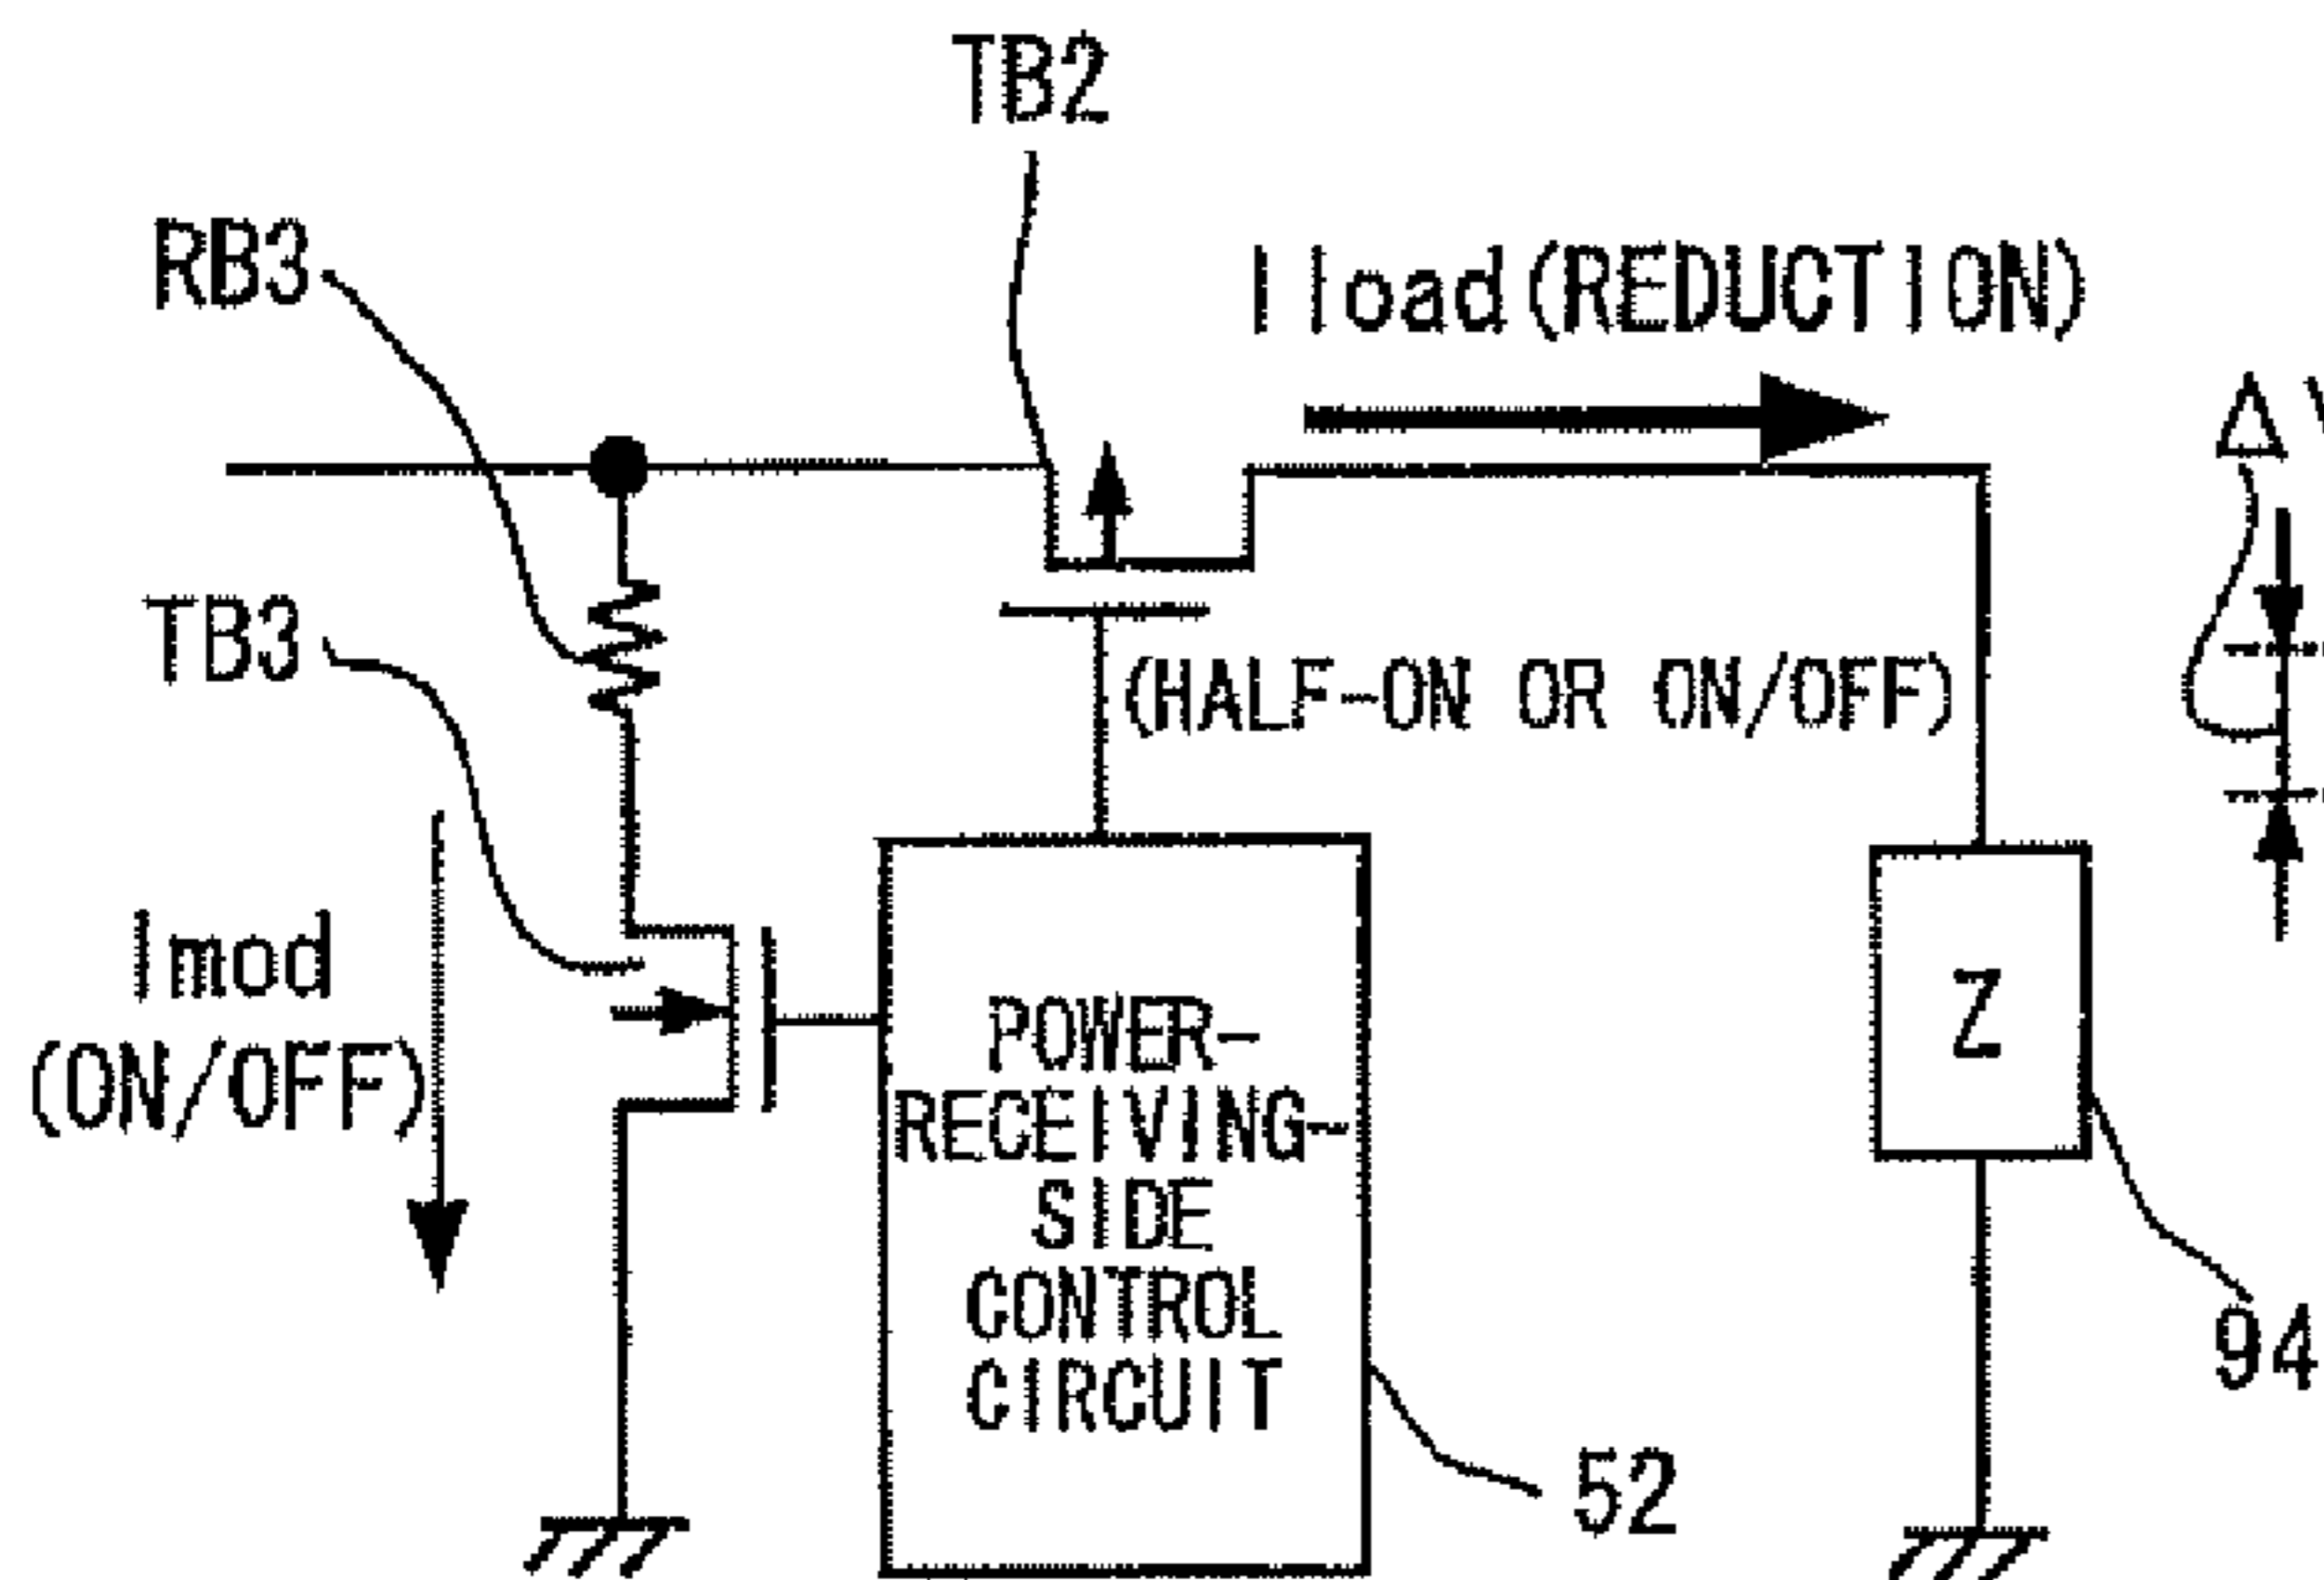 TB2
RB3
Iload(REDUCTION)
TB3
(HALF-ON OR ON/OFF)
Imod
(ON/OFF)
POWER-
RECEIVING-
SIDE
CONTROL
CIRCUIT
Z
94
52